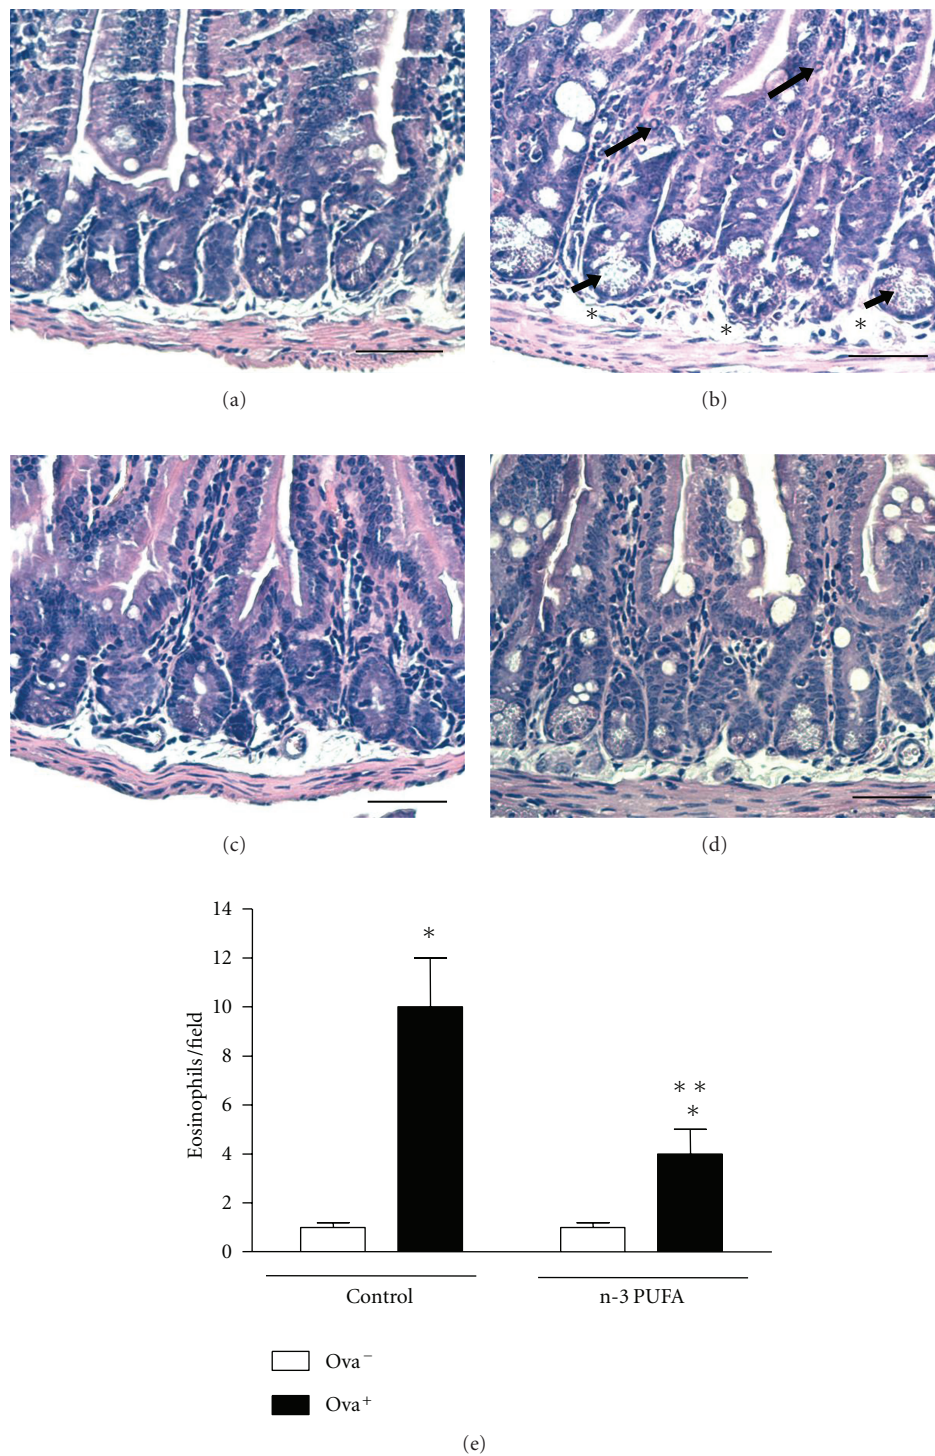 * * *
(a)
(b)
(c)
(d)
14
12
10
8
6
4
2
0
Eosinophils/field
*
* *
*
Control
n-3 PUFA
Ova⁻
Ova⁺
(e)